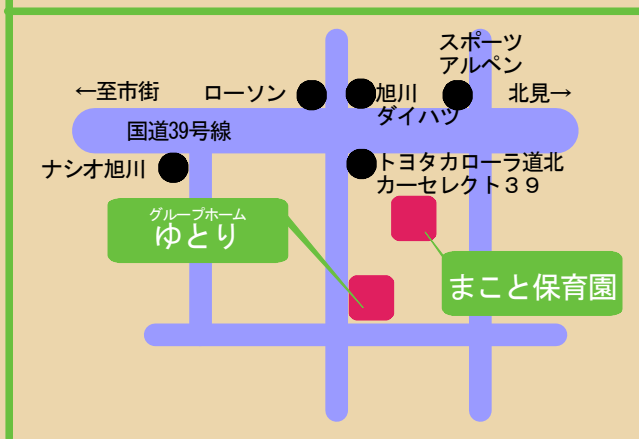 スポーツ
アルペン
←至市街
ローソン
旭川
ダイハツ
北見→
国道39号線
ナシオ旭川
トヨタカローラ道北
カーセレクト３９
グループホーム
ゆとり
まこと保育園